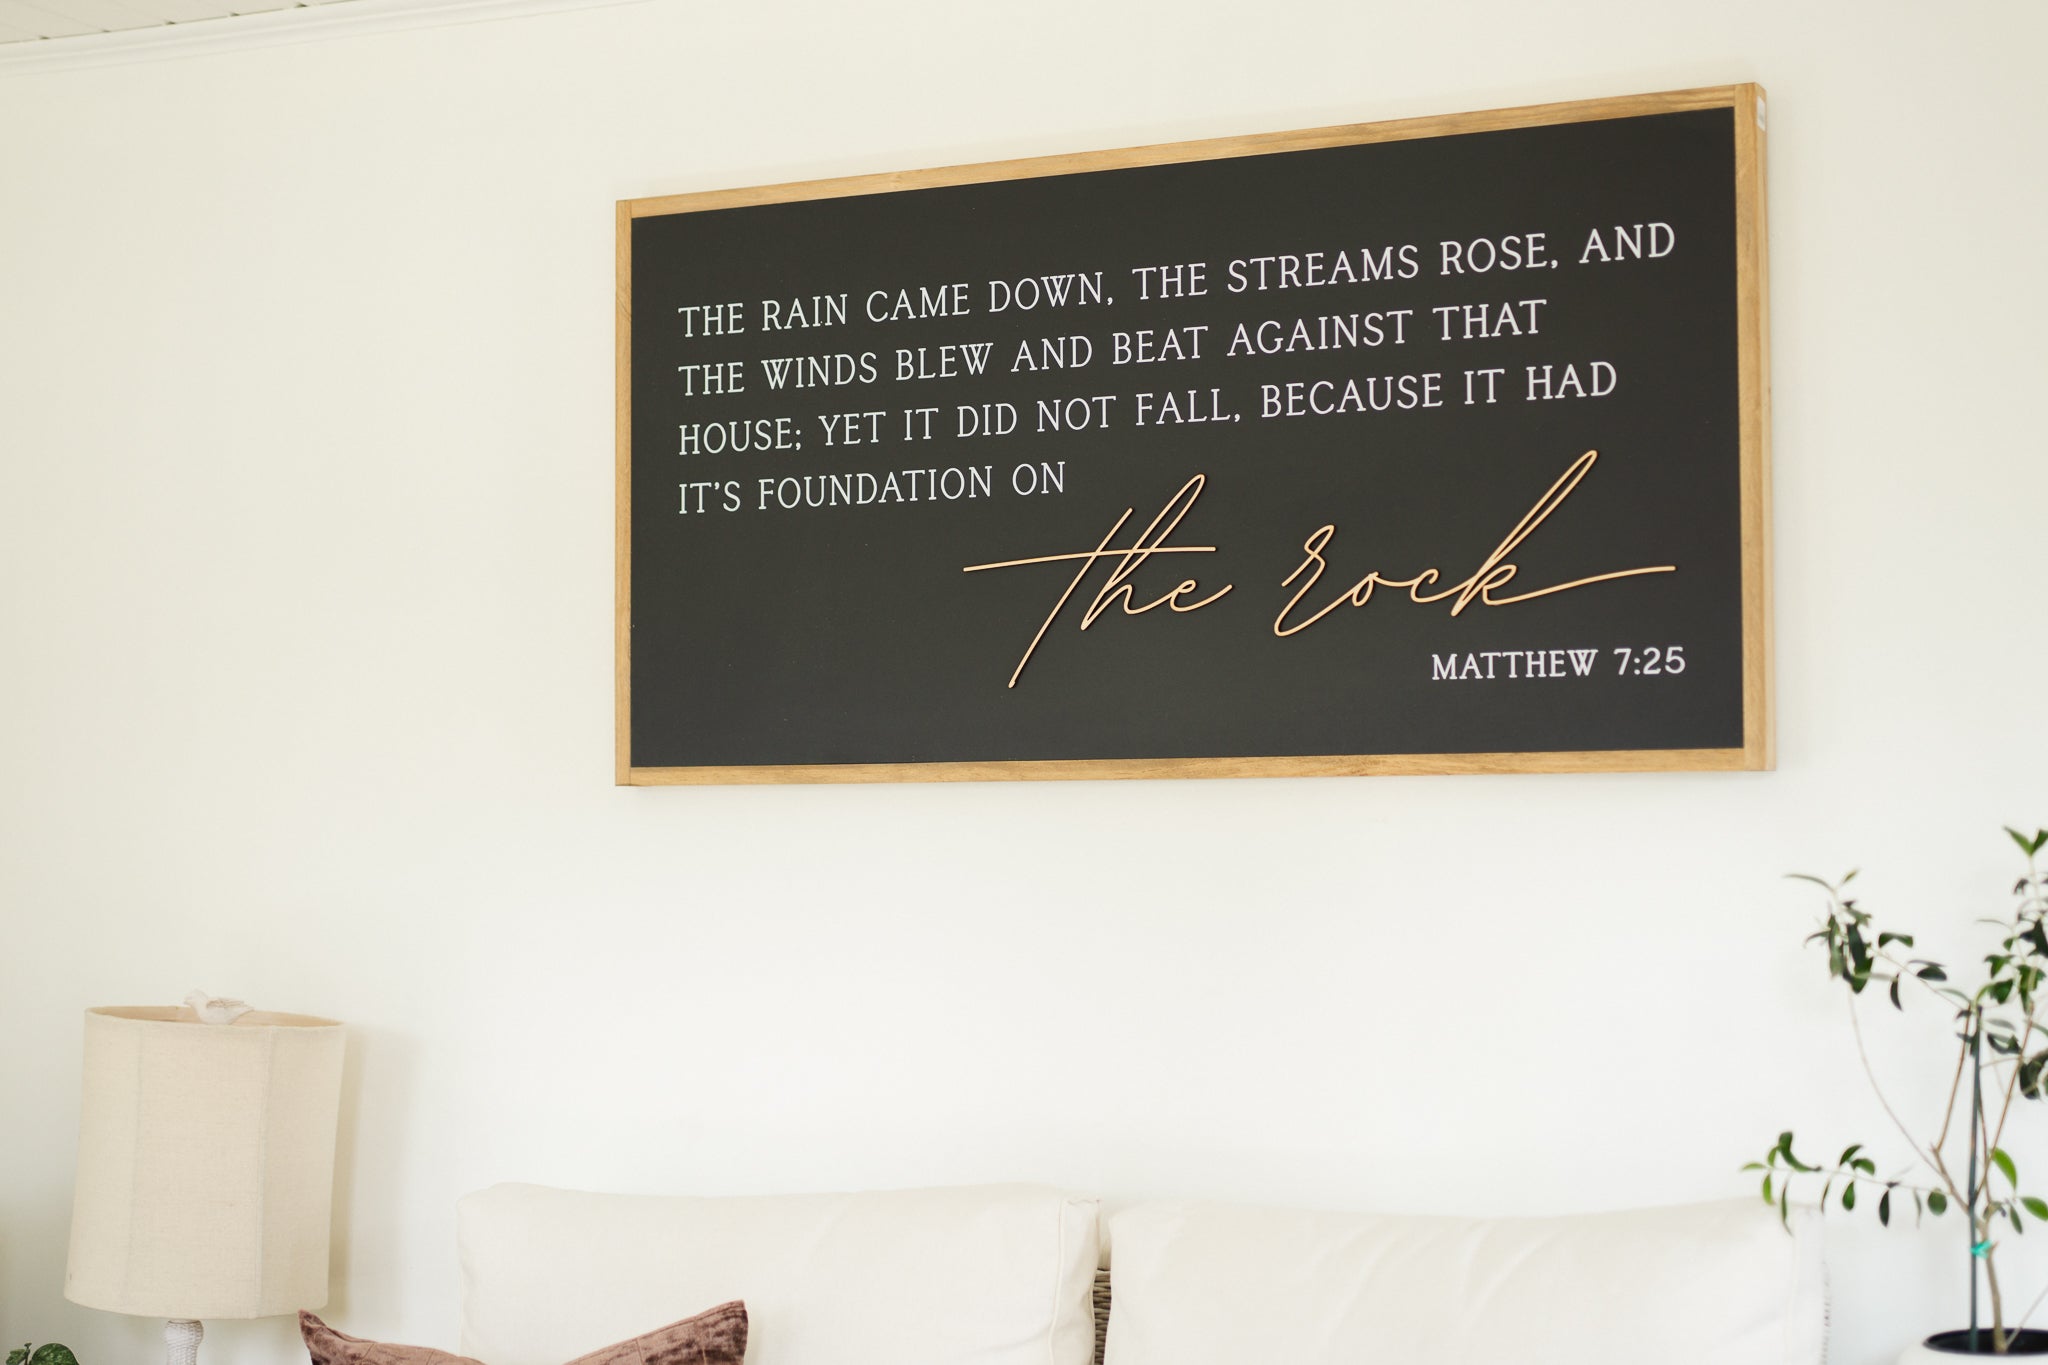 THE RAIN CAME DOWN, THE STREAMS ROSE, AND
THE WINDS BLEW AND BEAT AGAINST THAT
HOUSE; YET IT DID NOT FALL, BECAUSE IT HAD
IT'S FOUNDATION ON
the rock
MATTHEW 7:25